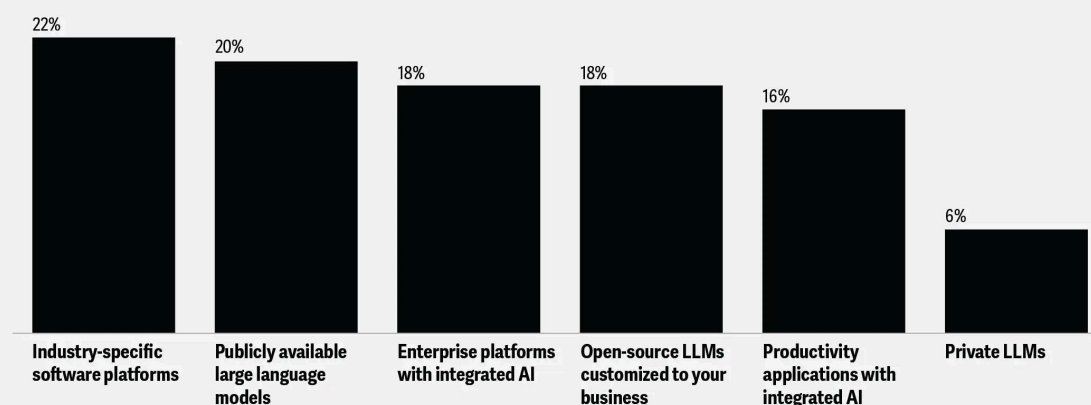 22%
20%
18%
18%
16%
6%
Industry-specific
software platforms
Publicly available
large language
models
Enterprise platforms
with integrated AI
Open-source LLMs
customized to your
business
Productivity
applications with
integrated AI
Private LLMs